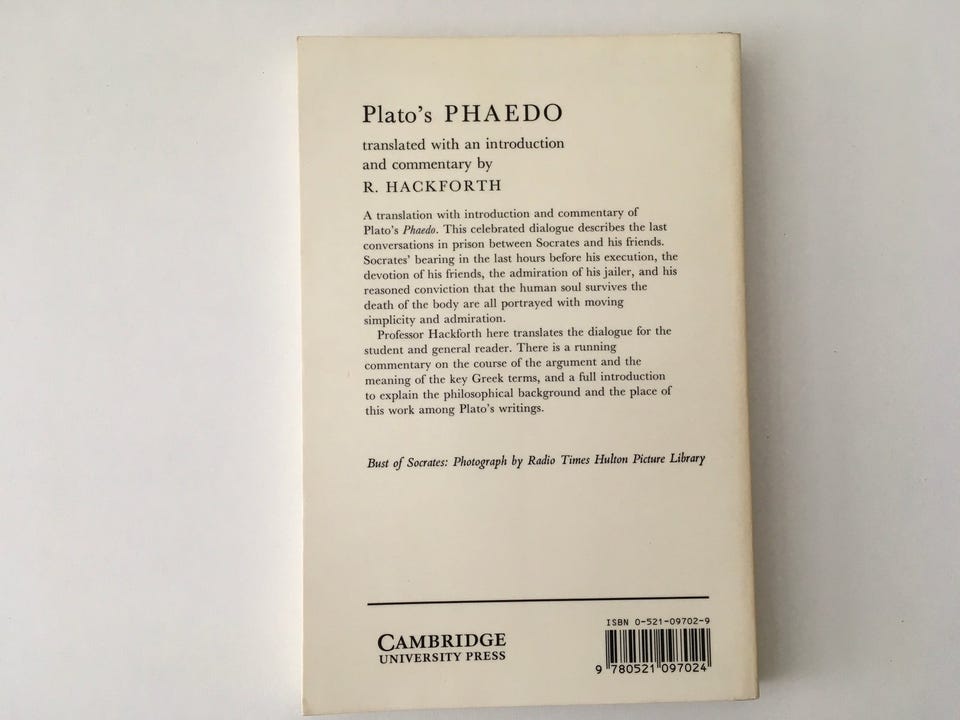 Plato's PHAEDO
translated with an introduction
and commentary by
R. HACKFORTH
A translation with introduction and commentary of
Plato's Phaedo. This celebrated dialogue describes the last
conversations in prison between Socrates and his friends.
Socrates' bearing in the last hours before his execution, the
devotion of his friends, the admiration of his jailer, and his
reasoned conviction that the human soul survives the
death of the body are all portrayed with moving
simplicity and admiration.
Professor Hackforth here translates the dialogue for the
student and general reader. There is a running
commentary on the course of the argument and the
meaning of the key Greek terms, and a full introduction
to explain the philosophical background and the place of
this work among Plato's writings.
Bust of Socrates: Photograph by Radio Times Hulton Picture Library
CAMBRIDGE
UNIVERSITY PRESS
ISBN 0-521-09702-9
9 780521 097024